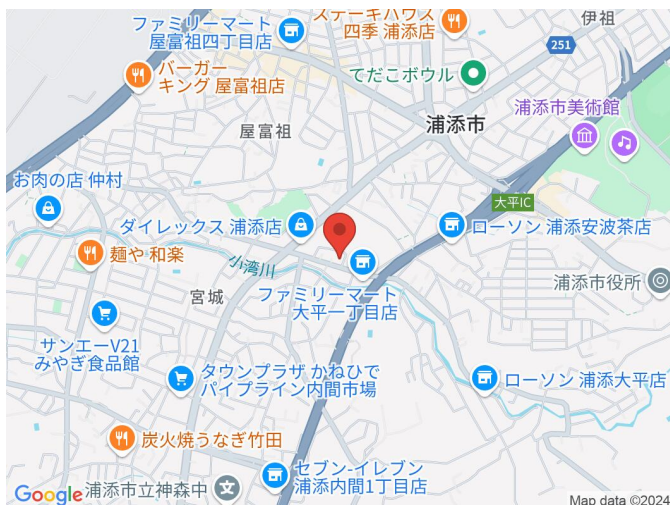 ファミリーマート
屋富祖四丁目店
ステーキハウス
四季 浦添店
伊祖
251
バーガー
キング 屋富祖店
てだこボウル
浦添市
屋富祖
浦添市美術館
お肉の店 仲村
大平IC
ダイレックス 浦添店
ローソン 浦添安波茶店
麺や 和楽
小湾川
宮城
ファミリーマート
大平一丁目店
浦添市役所
サンエーV21
みやぎ食品館
タウンプラザ かねひで
パイプライン内間市場
ローソン 浦添大平店
炭火焼うなぎ竹田
セブン-イレブン
浦添内間1丁目店
Google
浦添市立神森中
Map data ©2024